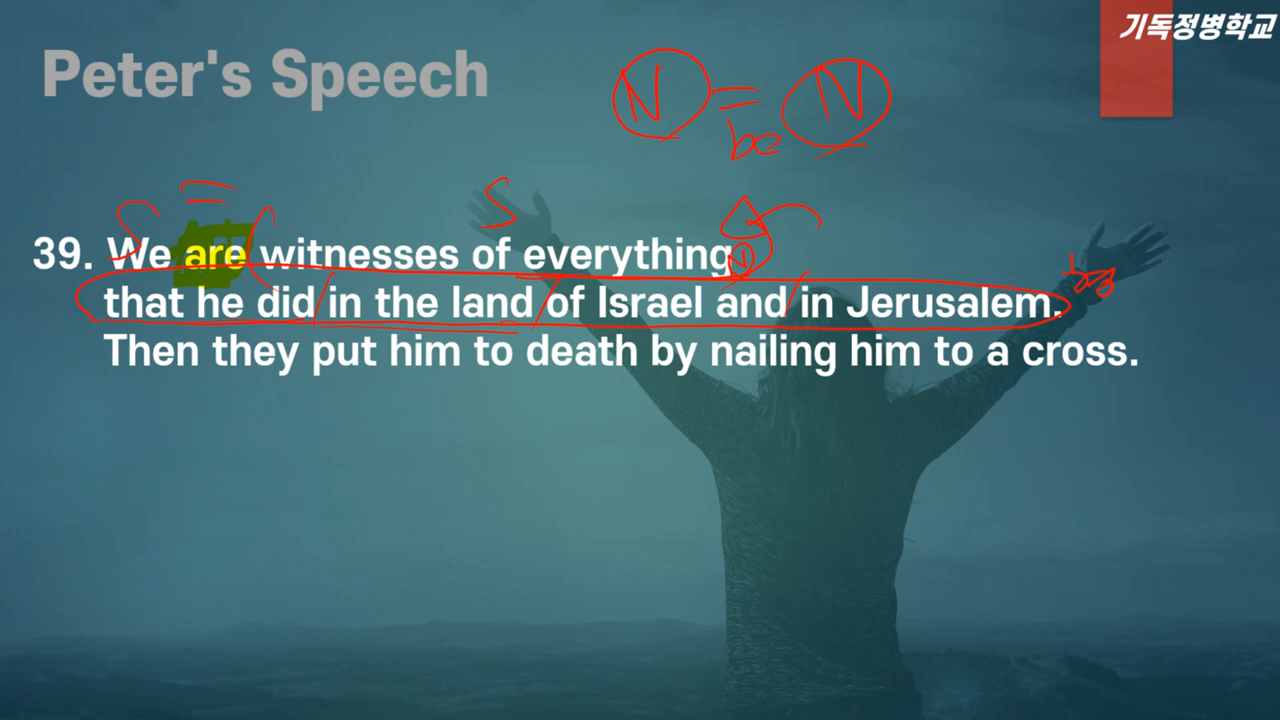 기독정병학교
Peter's Speech
N = N
be
S = C S
39. We are witnesses of everything
N
that he did / in the land / of Israel and / in Jerusalem.
Then they put him to death by nailing him to a cross.